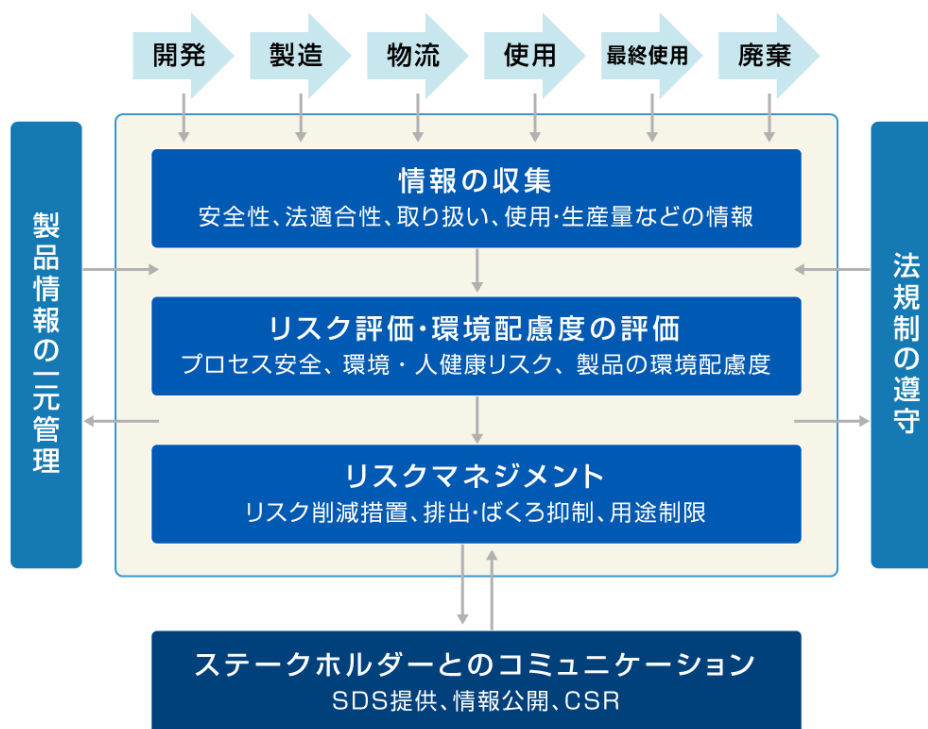 開発
製造
物流
使用
最終使用
廃棄
製品情報の一元管理
情報の収集
安全性、法適合性、取り扱い、使用・生産量などの情報
リスク評価・環境配慮度の評価
プロセス安全、環境・人健康リスク、製品の環境配慮度
リスクマネジメント
リスク削減措置、排出・ばくろ抑制、用途制限
法規制の遵守
ステークホルダーとのコミュニケーション
SDS提供、情報公開、CSR